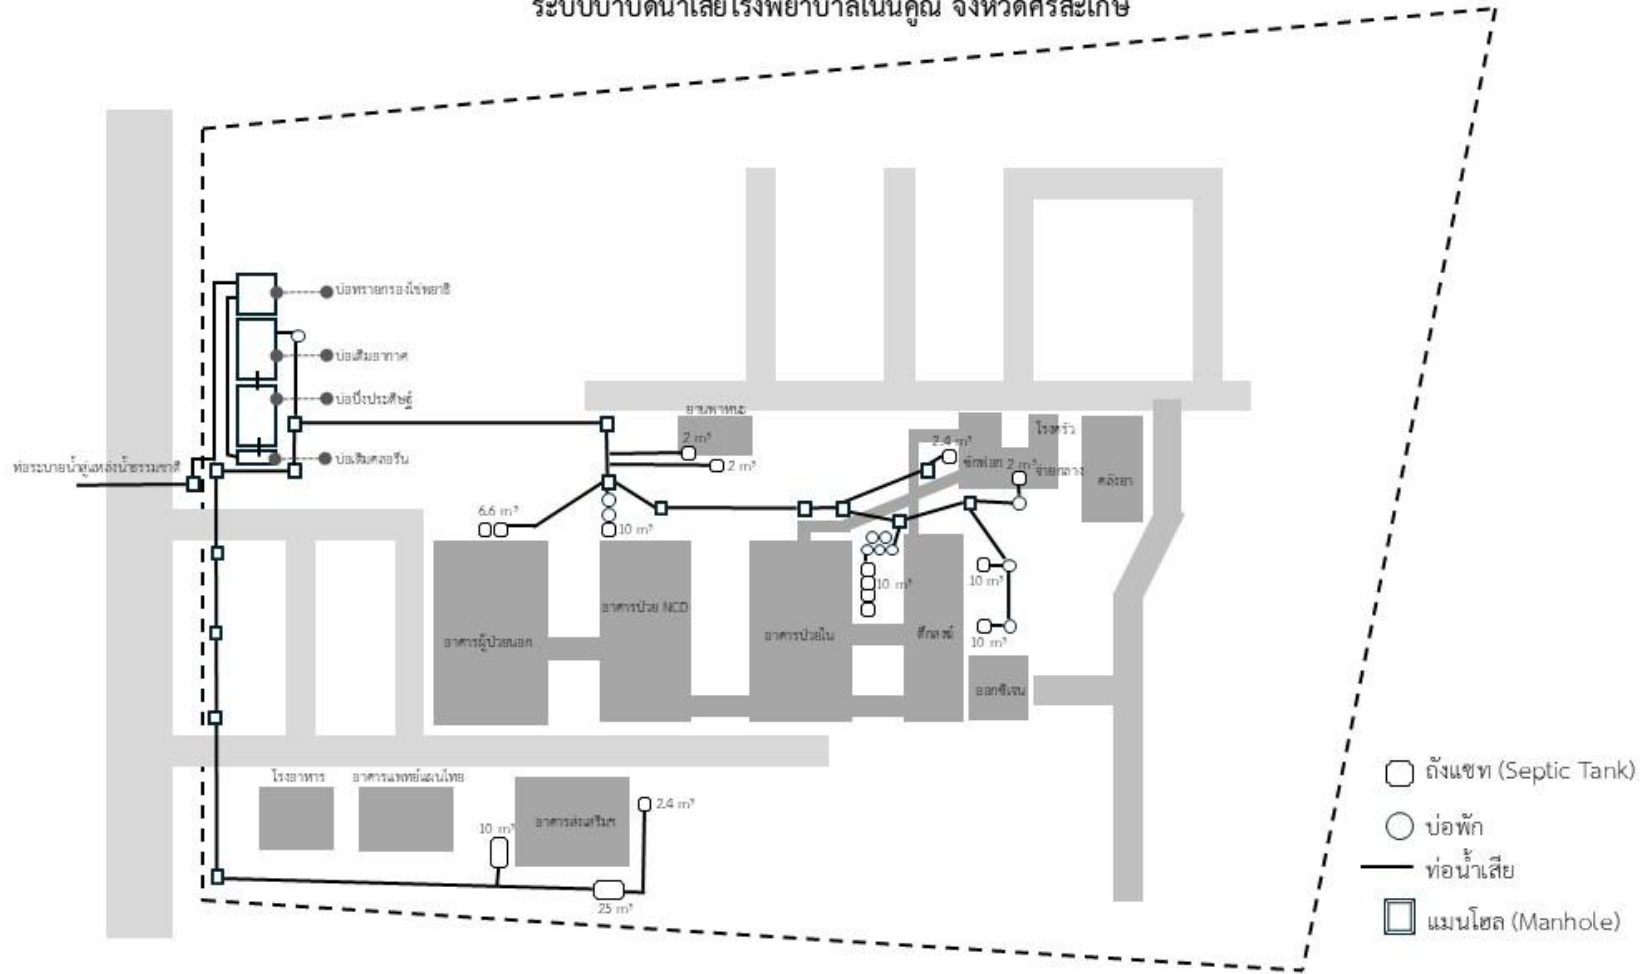 ระบบบำบัดน้ำเสียโรงพยาบาลโนนคูณ จังหวัดศรีสะเกษ
บ่อทรายกรองไข่พยาธิ
บ่อเติมอากาศ
บ่อบึงประดิษฐ์
บ่อเติมคลอรีน
ท่อระบายน้ำสู่แหล่งน้ำธรรมชาติ
ยานพาหนะ
2 m³
2 m³
โรงครัว
2.4 m³
ซักฟอก
2 m³
จ่ายกลาง
คลังยา
6.6 m³
10 m³
10 m³
10 m³
10 m³
อาคารผู้ป่วยนอก
อาคารป่วย NCD
อาคารป่วยใน
ตึกสงฆ์
ออกซิเจน
โรงอาหาร
อาคารแพทย์แผนไทย
อาคารส่งเสริมฯ
2.4 m³
10 m³
25 m³
ถังแซท (Septic Tank)
บ่อพัก
ท่อน้ำเสีย
แมนโฮล (Manhole)